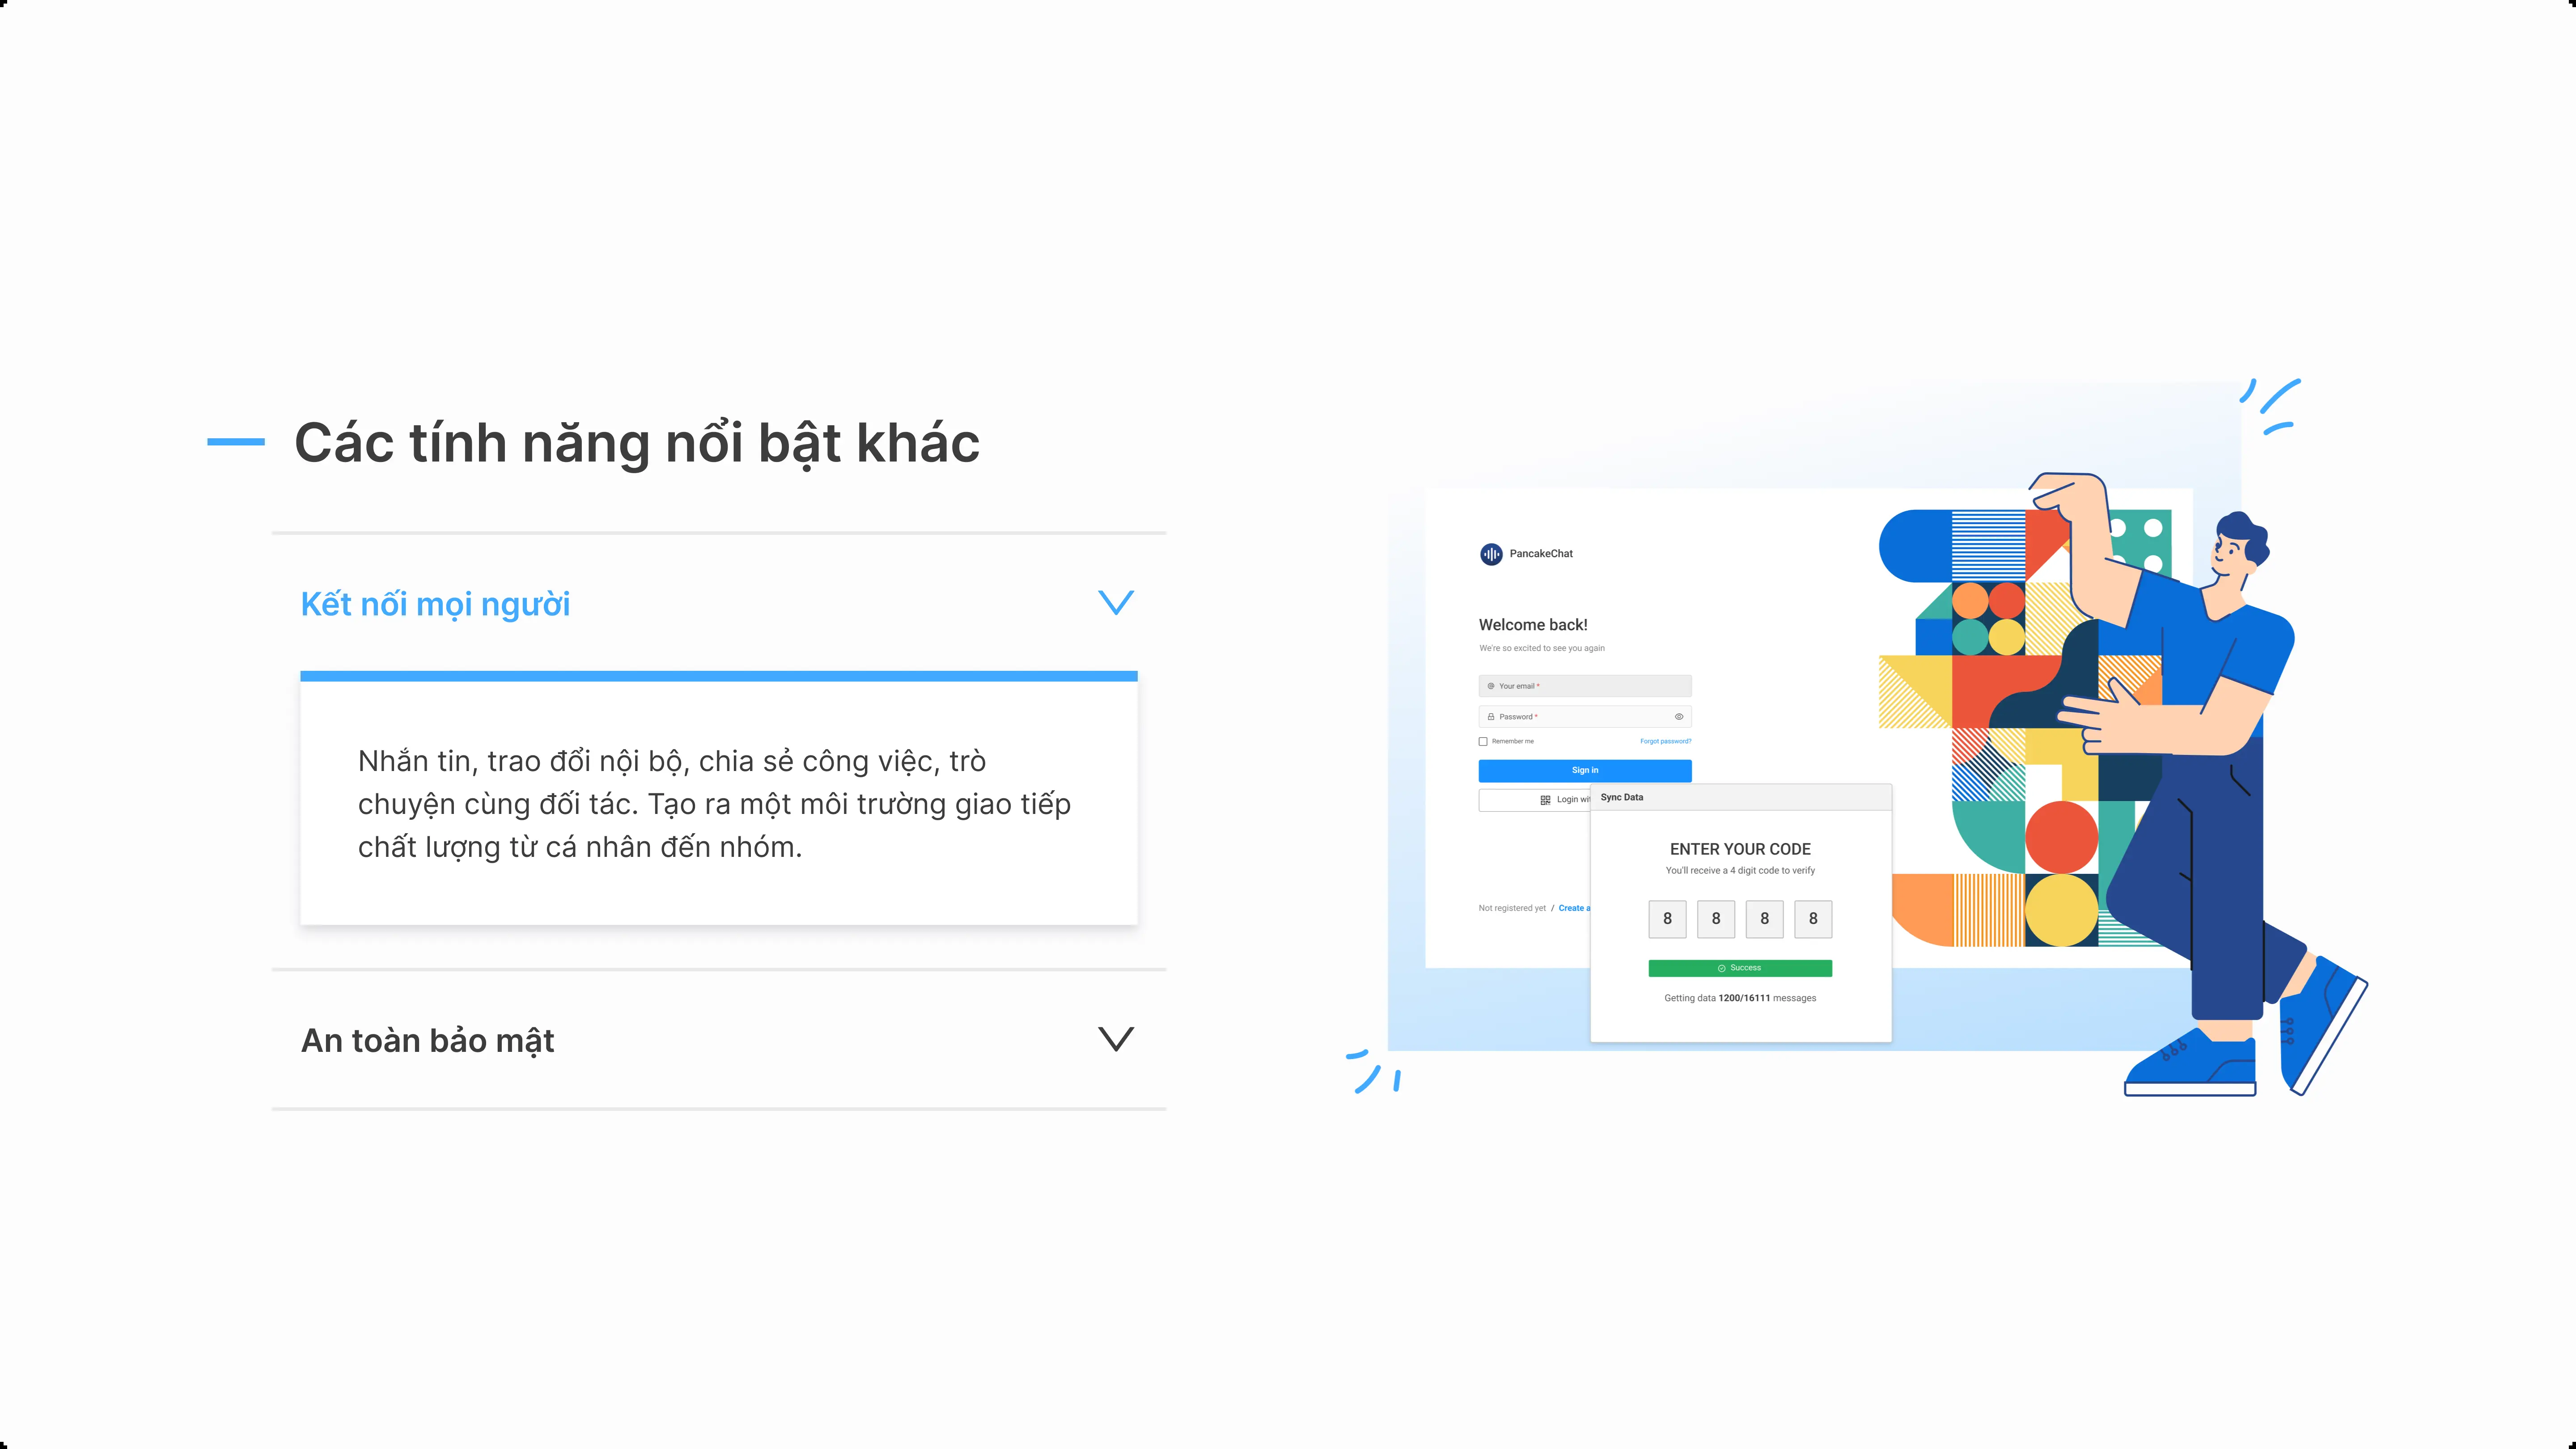 Các tính năng nổi bật khác
Kết nối mọi người
Nhắn tin, trao đổi nội bộ, chia sẻ công việc, trò
chuyện cùng đối tác. Tạo ra một môi trường giao tiếp
chất lượng từ cá nhân đến nhóm.
An toàn bảo mật
PancakeChat
Welcome back!
We're so excited to see you again
Your email *
Password *
Remember me
Forgot password?
Sign in
Login
Not registered yet / Create
Sync Data
ENTER YOUR CODE
You'll receive a 4 digit code to verify
8 8 8 8
Success
Getting data 1200/16111 messages